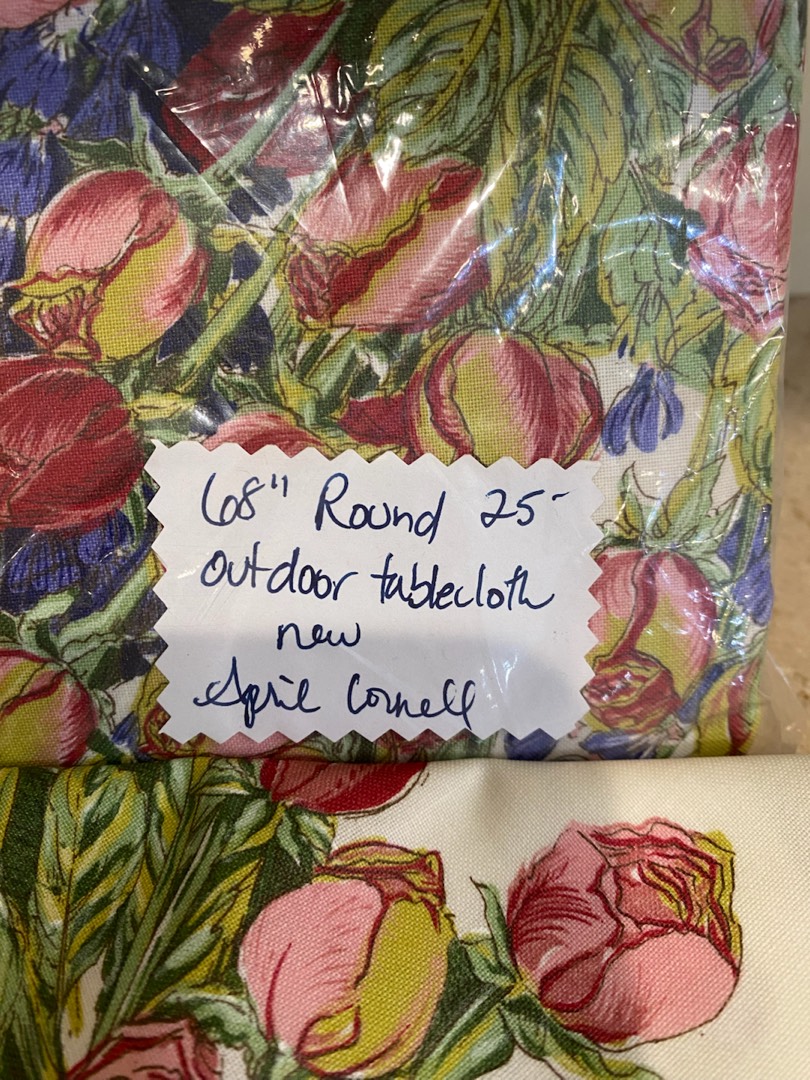 68" Round 25-
outdoor tablecloth
new
April Cornell